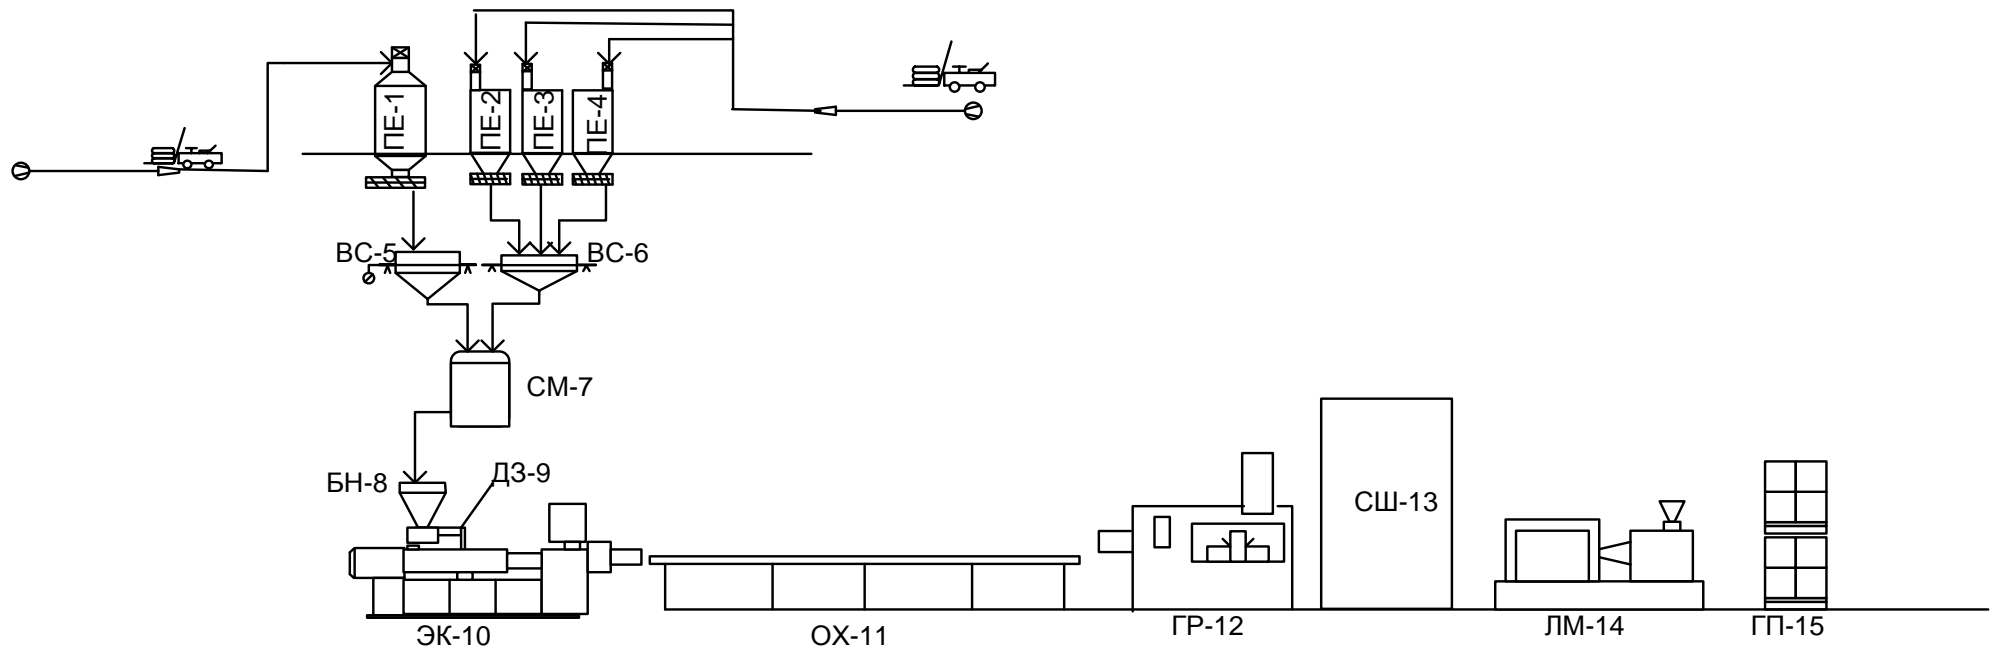 ПЕ-1
ПЕ-2
ПЕ-3
ПЕ-4
ВС-5
ВС-6
СМ-7
БН-8
ДЗ-9
ЭК-10
ОХ-11
ГР-12
СШ-13
ЛМ-14
ГП-15